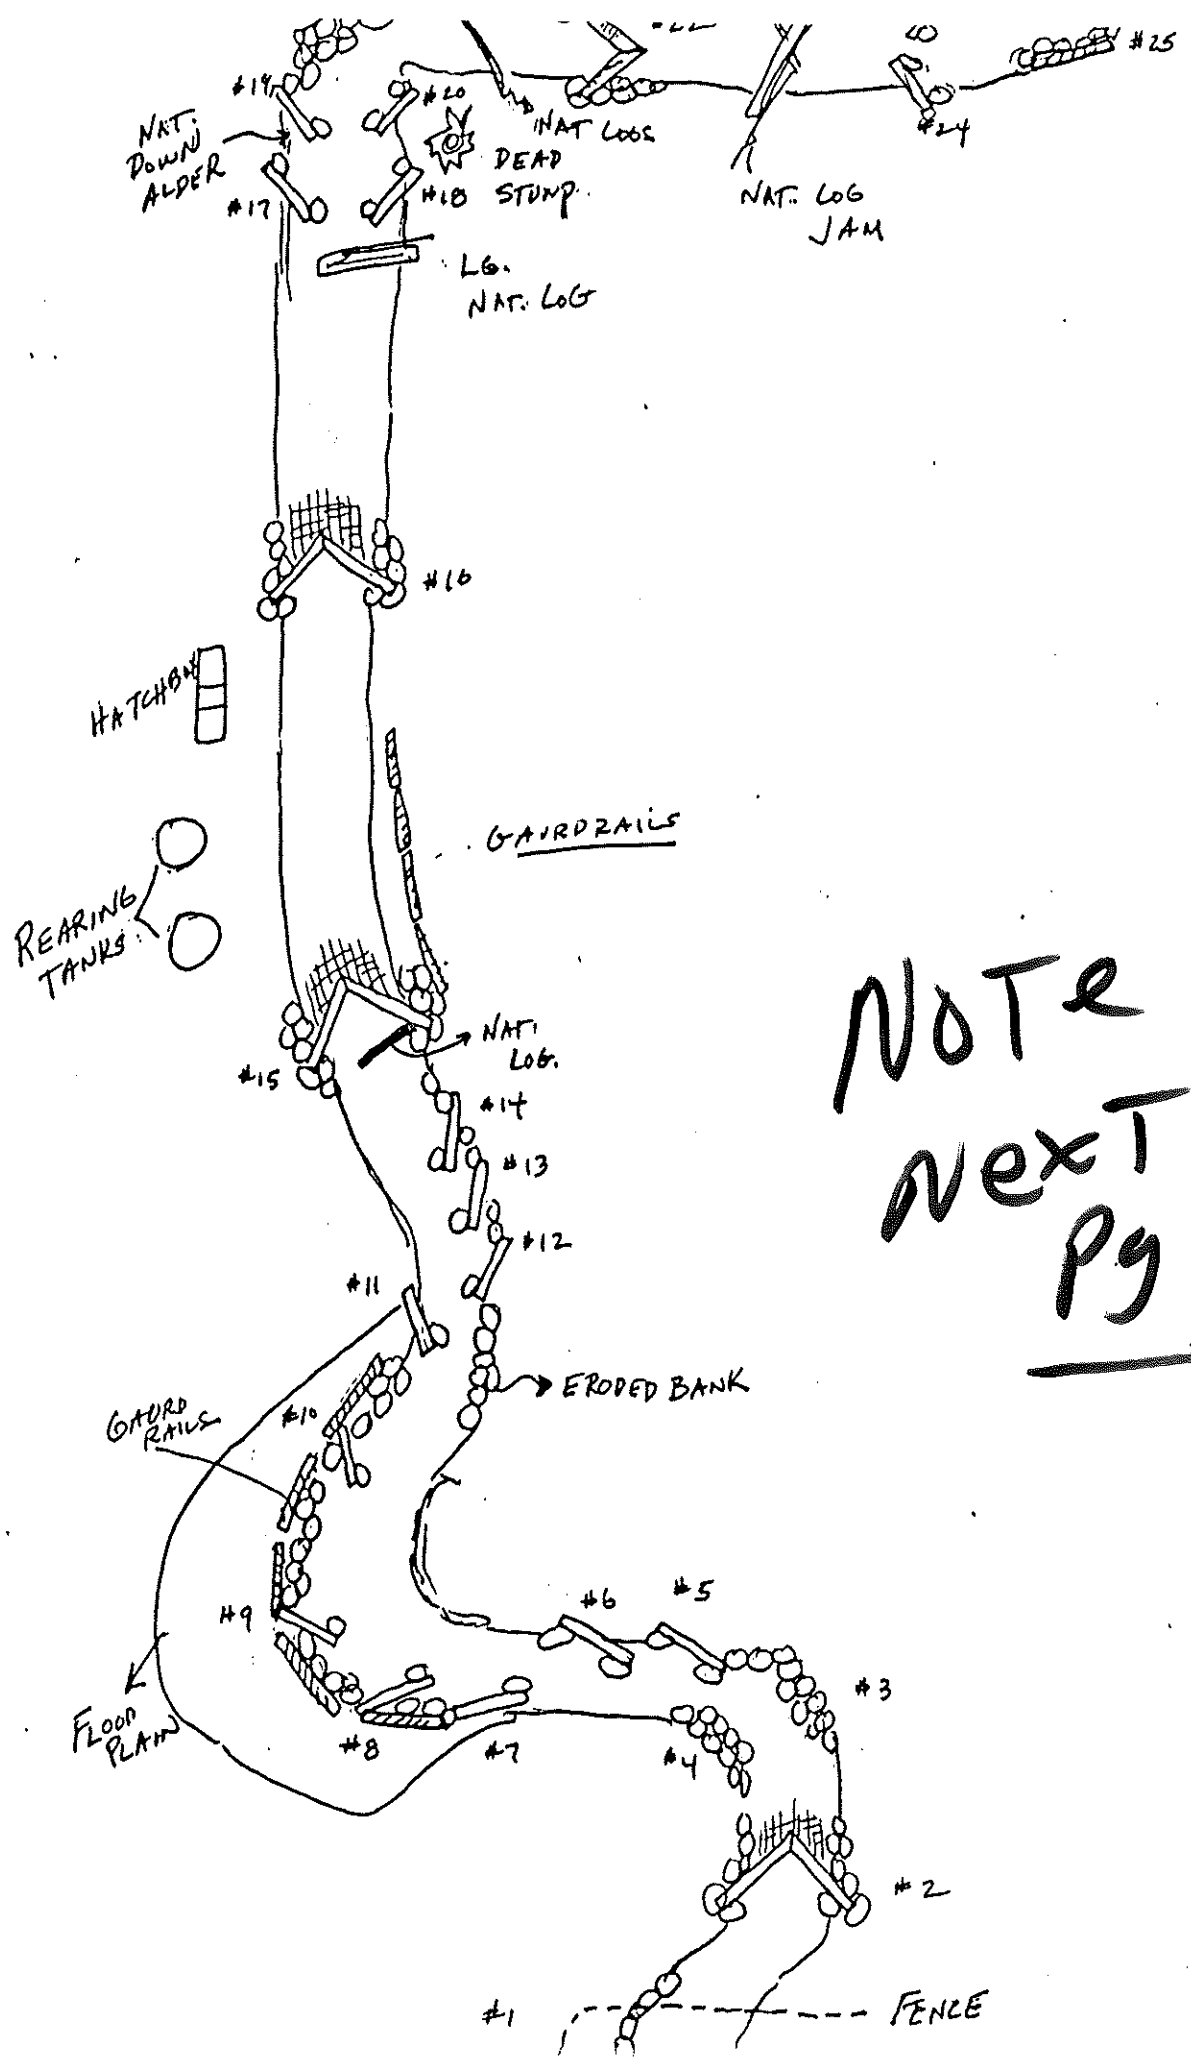 #25
#19
#20
#24
NAT.
DOWN
ALDER
NAT LOGS
DEAD
STUMP.
#17
#18
NAT. LOG
JAM
LG.
NAT. LOG
#16
HATCHBOX
GAURDRAILS
REARING
TANKS
NOTe
NexT
Pg
NAT.
LOG.
#15
#14
#13
#12
#11
ERODED BANK
GAURD
RAILS
#10
#9
#6
#5
#3
FLOOD
PLAIN
#8
#7
#4
#2
#1
FENCE